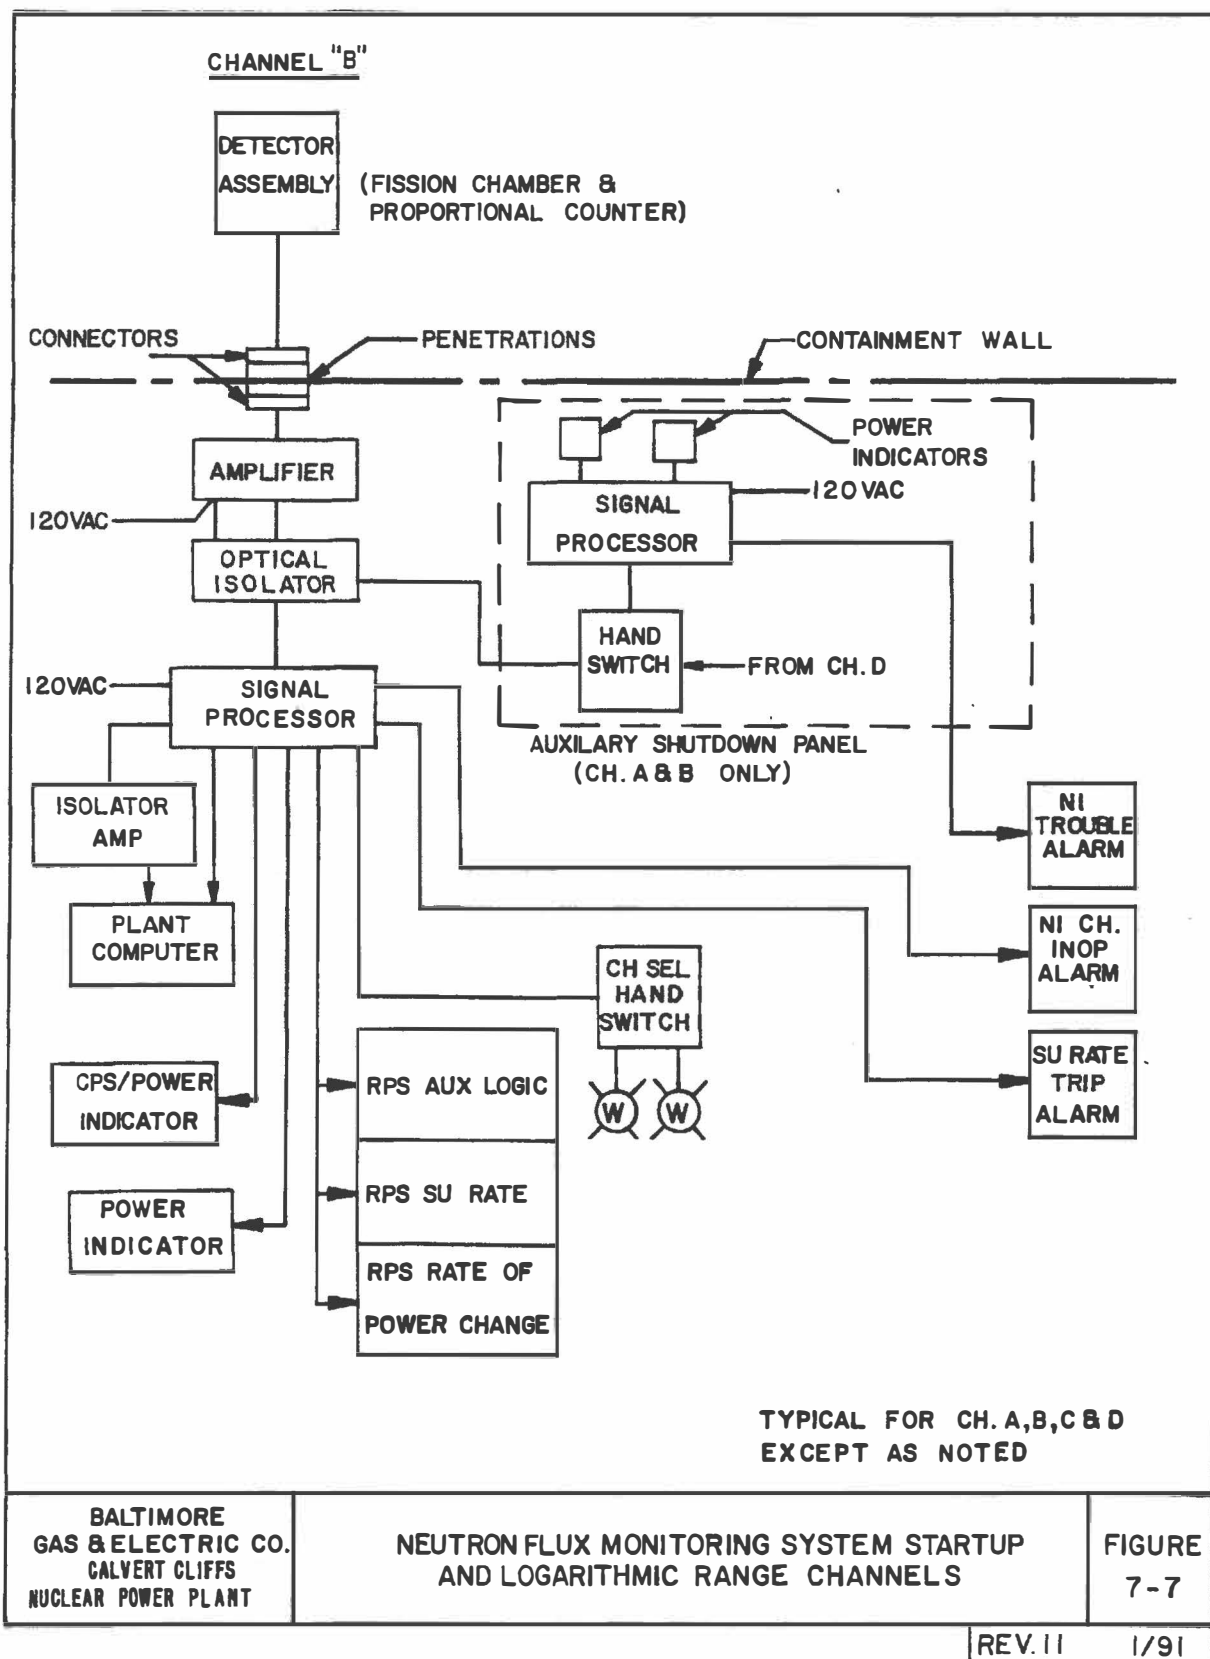 CHANNEL "B"
DETECTOR
ASSEMBLY
(FISSION CHAMBER &
PROPORTIONAL COUNTER)
CONNECTORS
PENETRATIONS
CONTAINMENT WALL
POWER
INDICATORS
AMPLIFIER
120VAC
SIGNAL
PROCESSOR
120VAC
OPTICAL
ISOLATOR
HAND
SWITCH
FROM CH. D
120VAC
SIGNAL
PROCESSOR
AUXILARY SHUTDOWN PANEL
(CH. A & B ONLY)
ISOLATOR
AMP
NI
TROUBLE
ALARM
PLANT
COMPUTER
NI CH.
INOP
ALARM
CH SEL
HAND
SWITCH
SU RATE
TRIP
ALARM
CPS/POWER
INDICATOR
RPS AUX LOGIC
W W
RPS SU RATE
POWER
INDICATOR
RPS RATE OF
POWER CHANGE
TYPICAL FOR CH. A,B,C & D
EXCEPT AS NOTED
BALTIMORE
GAS & ELECTRIC CO.
CALVERT CLIFFS
NUCLEAR POWER PLANT
NEUTRON FLUX MONITORING SYSTEM STARTUP
AND LOGARITHMIC RANGE CHANNELS
FIGURE
7-7
REV. 11 1/91